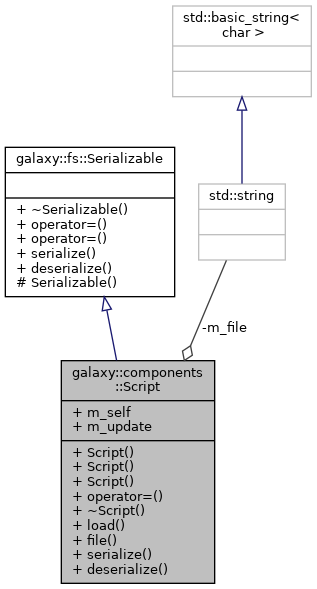 std::basic_string<
char >
galaxy::fs::Serializable
+ ~Serializable()
+ operator=()
+ operator=()
+ serialize()
+ deserialize()
# Serializable()
std::string
-m_file
galaxy::components
::Script
+ m_self
+ m_update
+ Script()
+ Script()
+ Script()
+ operator=()
+ ~Script()
+ load()
+ file()
+ serialize()
+ deserialize()